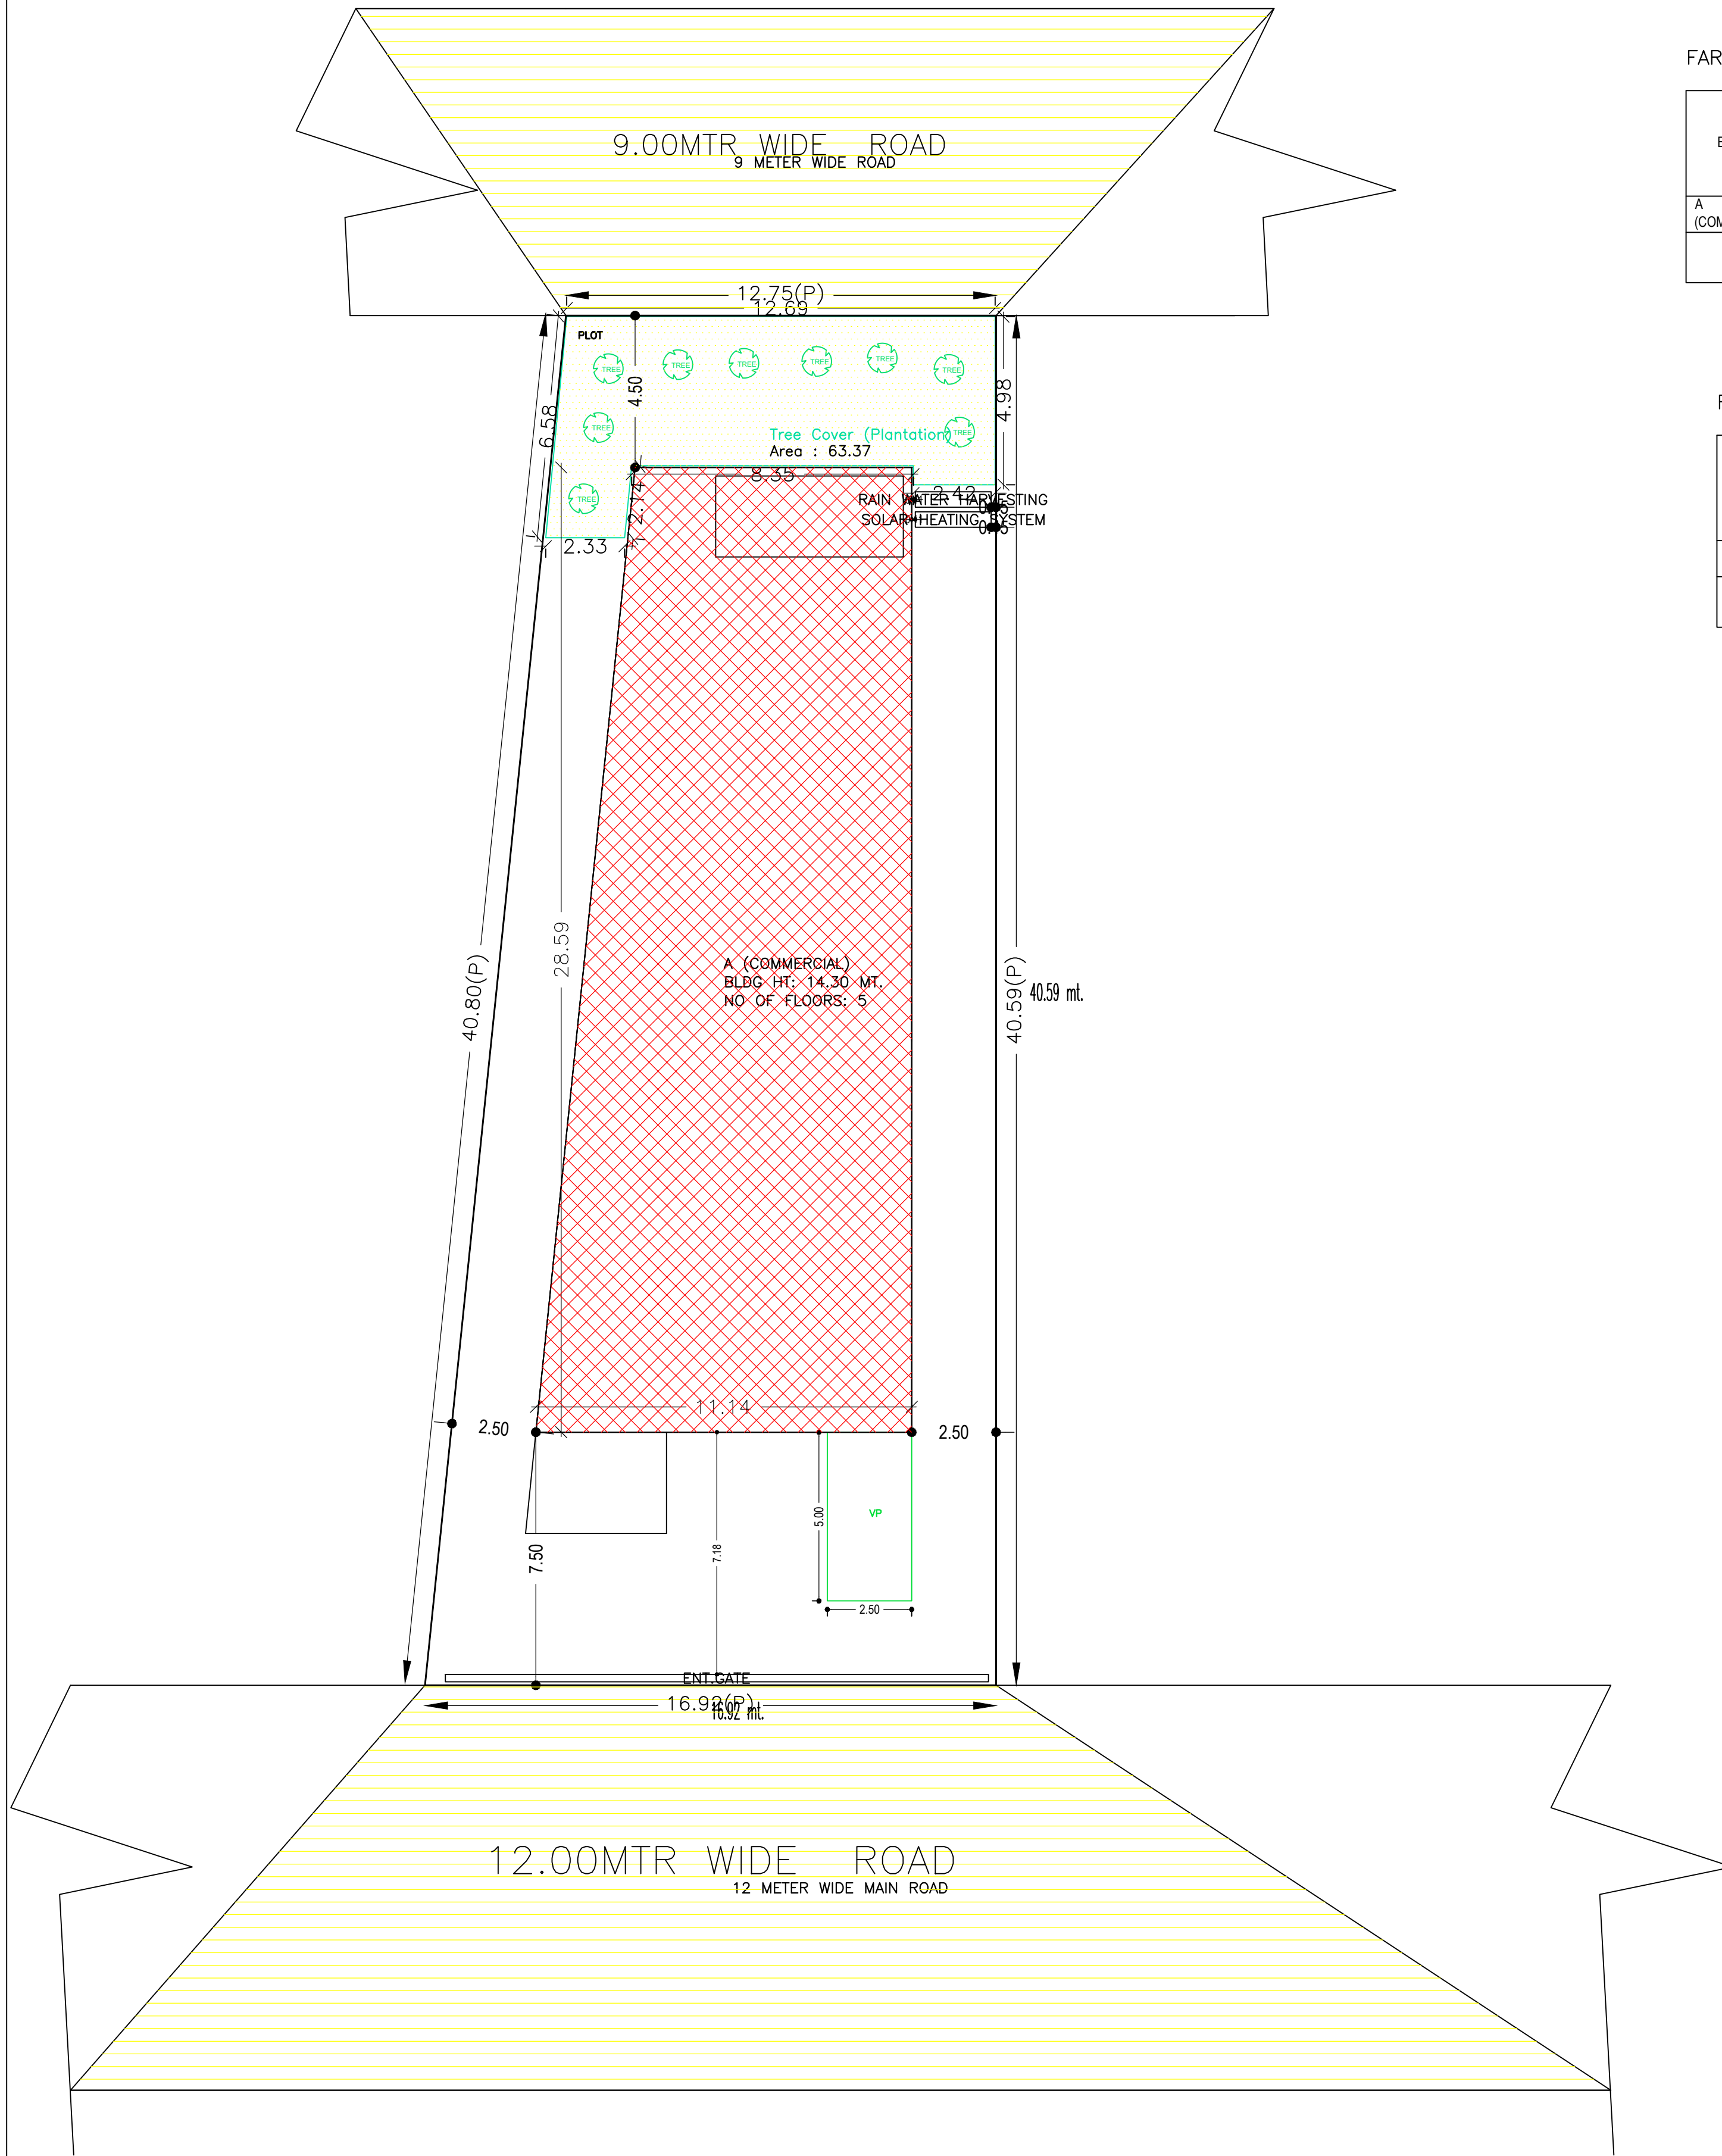 FAR
9.00MTR WIDE ROAD
9 METER WIDE ROAD
A
(COM
12.75(P)
12.69
PLOT
TREE
TREE
TREE
TREE
TREE
TREE
4.50
4.98
6.58
TREE
TREE
Tree Cover (Plantation)
Area : 63.37
8.35
2.14
TREE
2.42
RAIN WATER HARVESTING
SOLAR HEATING SYSTEM
2.33
28.59
40.80(P)
A (COMMERCIAL)
BLDG HT: 14.30 MT.
NO OF FLOORS: 5
40.59(P)
40.59 mt.
11.14
2.50
2.50
5.00
VP
7.50
7.18
2.50
ENT.GATE
16.92(P)
16.92 mt.
12.00MTR WIDE ROAD
12 METER WIDE MAIN ROAD